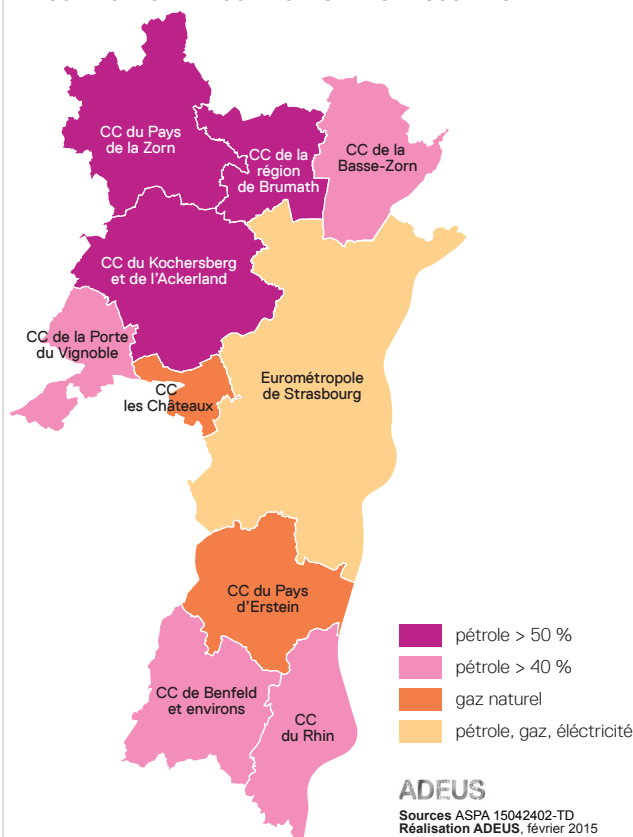 CC du Pays
de la Zorn
CC de la
région
de Brumath
CC de la
Basse-Zorn
CC du Kochersberg
et de l'Ackerland
CC de la Porte
du Vignoble
CC
les Châteaux
Eurométropole
de Strasbourg
CC du Pays
d'Erstein
CC de Benfeld
et environs
CC
du Rhin
pétrole > 50 %
pétrole > 40 %
gaz naturel
pétrole, gaz, éléctricité
ADEUS
Sources ASPA 15042402-TD
Réalisation ADEUS, février 2015